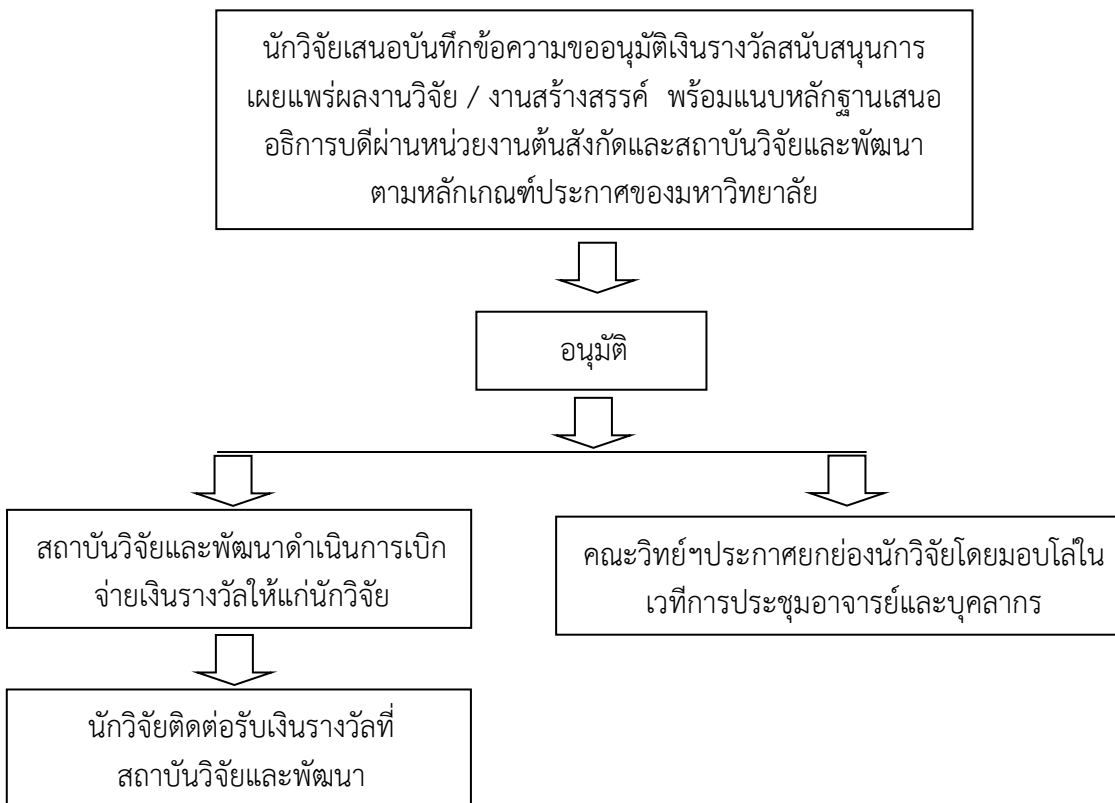 นักวิจัยเสนอบันทึกข้อความขออนุมัติเงินรางวัลสนับสนุนการ
เผยแพร่ผลงานวิจัย / งานสร้างสรรค์ พร้อมแนบหลักฐานเสนอ
อธิการบดีผ่านหน่วยงานต้นสังกัดและสถาบันวิจัยและพัฒนา
ตามหลักเกณฑ์ประกาศของมหาวิทยาลัย
อนุมัติ
สถาบันวิจัยและพัฒนาดำเนินการเบิก
จ่ายเงินรางวัลให้แก่นักวิจัย
คณะวิทย์ฯประกาศยกย่องนักวิจัยโดยมอบโล่ใน
เวทีการประชุมอาจารย์และบุคลากร
นักวิจัยติดต่อรับเงินรางวัลที่
สถาบันวิจัยและพัฒนา